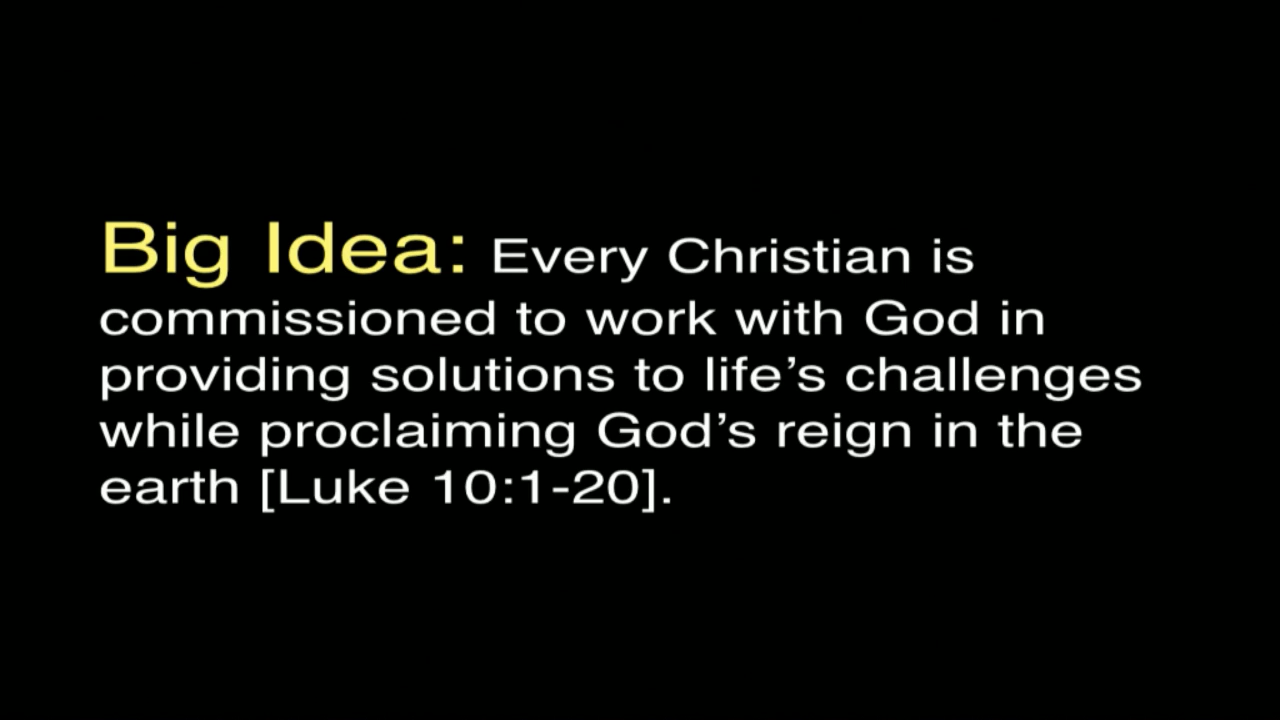 Big Idea: Every Christian is
commissioned to work with God in
providing solutions to life’s challenges
while proclaiming God’s reign in the
earth [Luke 10:1-20].